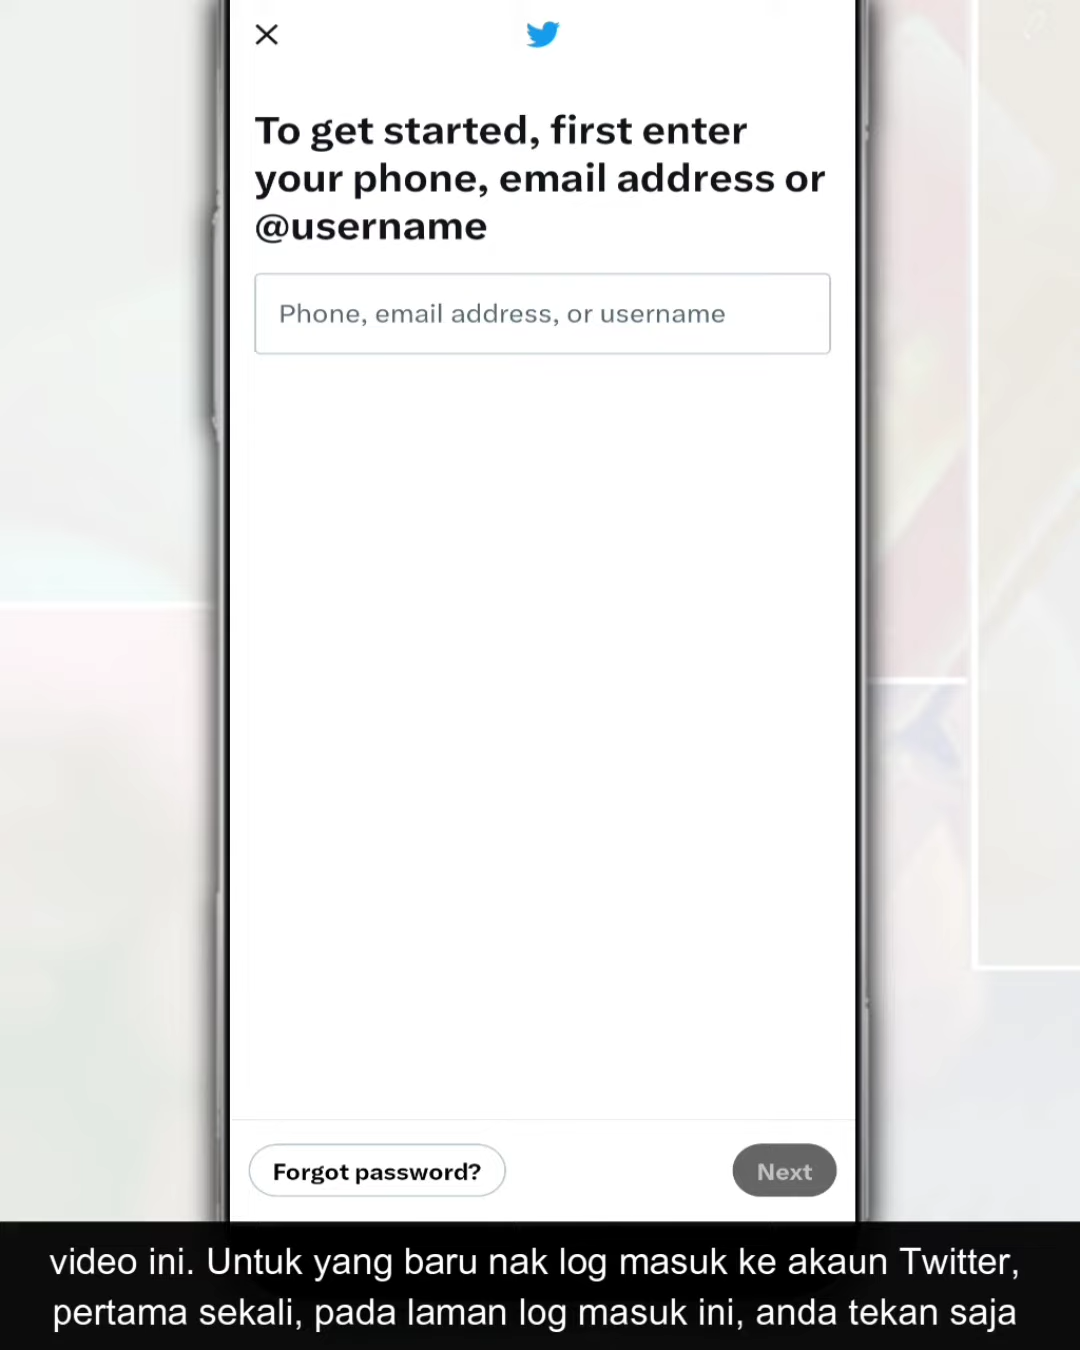 To get started, first enter
your phone, email address or
@username
Phone, email address, or username
Forgot password?
Next
video ini. Untuk yang baru nak log masuk ke akaun Twitter,
pertama sekali, pada laman log masuk ini, anda tekan saja